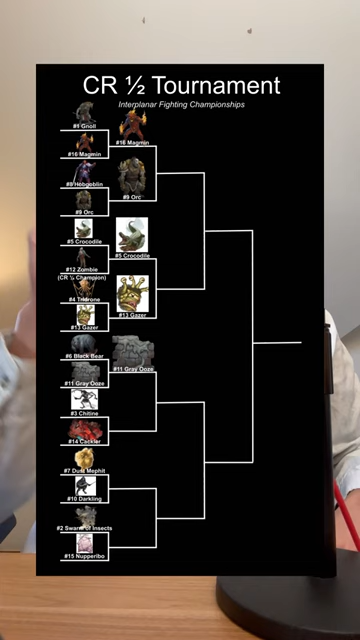 CR ½ Tournament
Interplanar Fighting Championships
#1 Gnoll
#16 Magmin
#16 Magmin
#8 Hobgoblin
#9 Orc
#9 Orc
#5 Crocodile
#5 Crocodile
#12 Zombie
(CR ¼ Champion)
#4 Tridrone
#13 Gazer
#13 Gazer
#6 Black Bear
#11 Gray Ooze
#11 Gray Ooze
#3 Chitine
#14 Cackler
#7 Dust Mephit
#10 Darkling
#2 Swarm of Insects
#15 Nupperibo